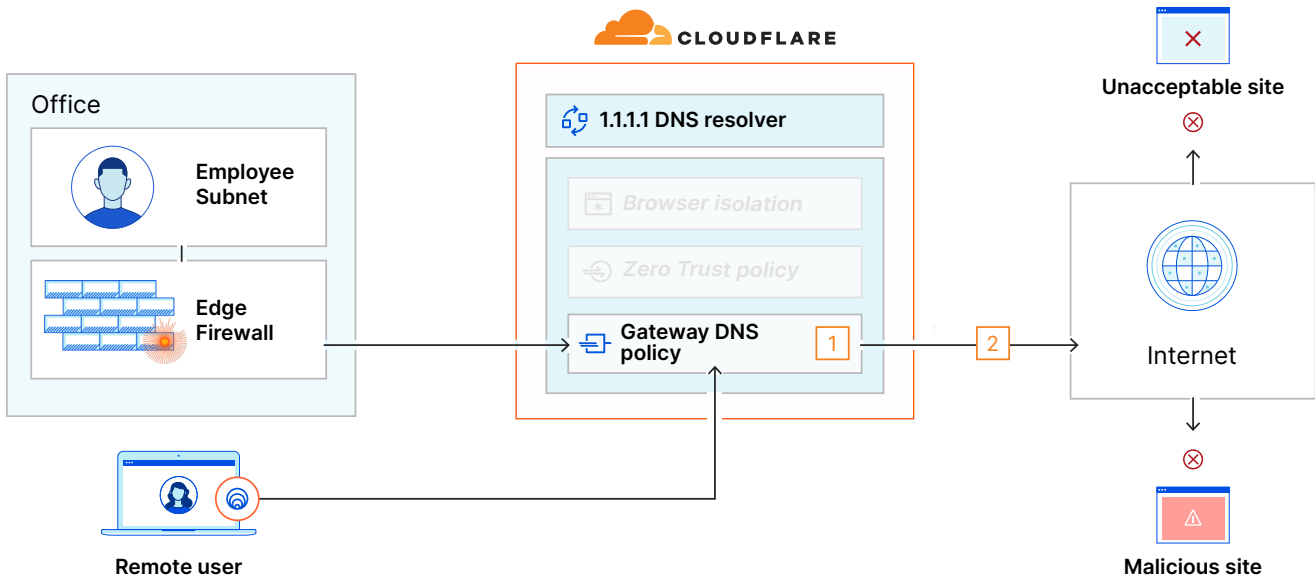 CLOUDFLARE
Office
Employee
Subnet
Edge
Firewall
Remote user
1.1.1.1 DNS resolver
Browser isolation
Zero Trust policy
Gateway DNS
policy
1
2
Unacceptable site
Internet
Malicious site